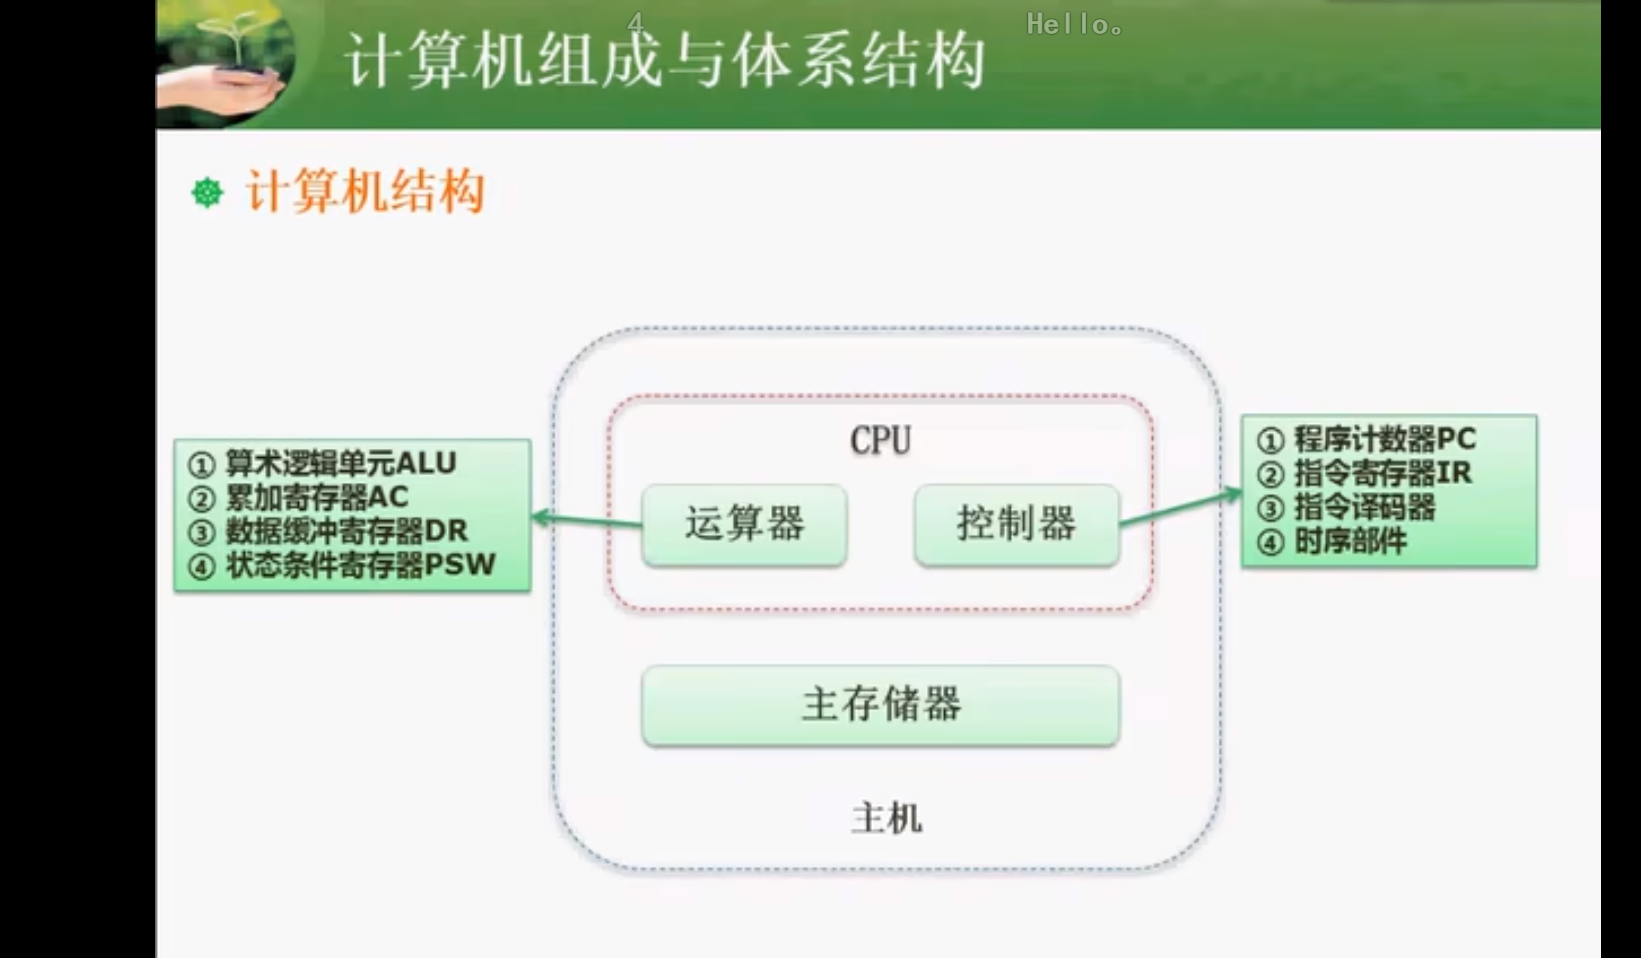 4
Hello。
计算机组成与体系结构
计算机结构
CPU
运算器
控制器
① 算术逻辑单元ALU
② 累加寄存器AC
③ 数据缓冲寄存器DR
④ 状态条件寄存器PSW
① 程序计数器PC
② 指令寄存器IR
③ 指令译码器
④ 时序部件
主存储器
主机